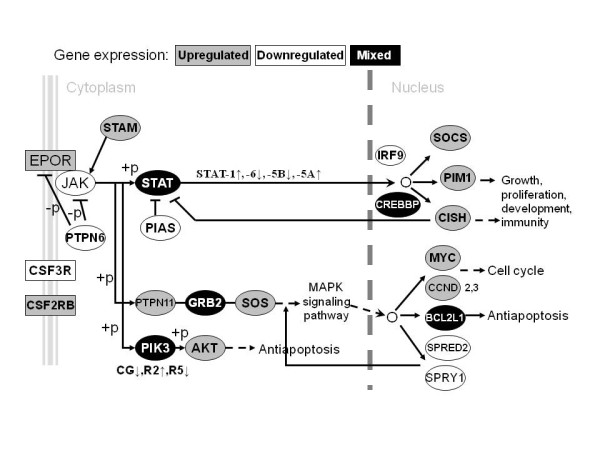 Gene expression: Upregulated Downregulated Mixed
Cytoplasm
Nucleus
STAM
EPOR
JAK
+p
STAT
STAT-1↑,-6↓,-5B↓,-5A↑
IRF9
SOCS
PIM1
CREBBP
CISH
Growth,
proliferation,
development,
immunity
-p
-p
PTPN6
PIAS
CSF3R
CSF2RB
+p
PTPN11
GRB2
SOS
MAPK
signaling
pathway
MYC
CCND 2,3
Cell cycle
BCL2L1
Antiapoptosis
+p
PIK3
+p
AKT
Antiapoptosis
CG↓,R2↑,R5↓
SPRED2
SPRY1